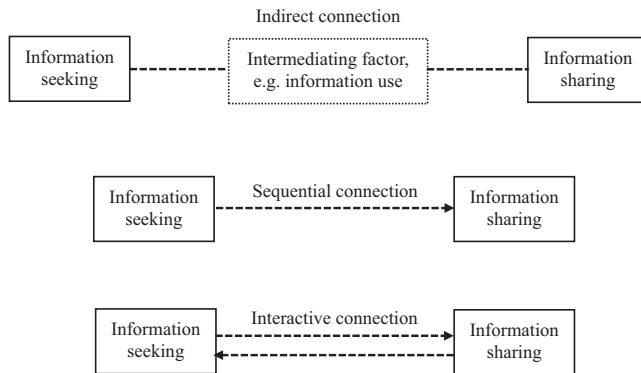 Indirect connection
Information
seeking
Intermediating factor,
e.g. information use
Information
sharing
Information
seeking
Sequential connection
Information
sharing
Information
seeking
Interactive connection
Information
sharing